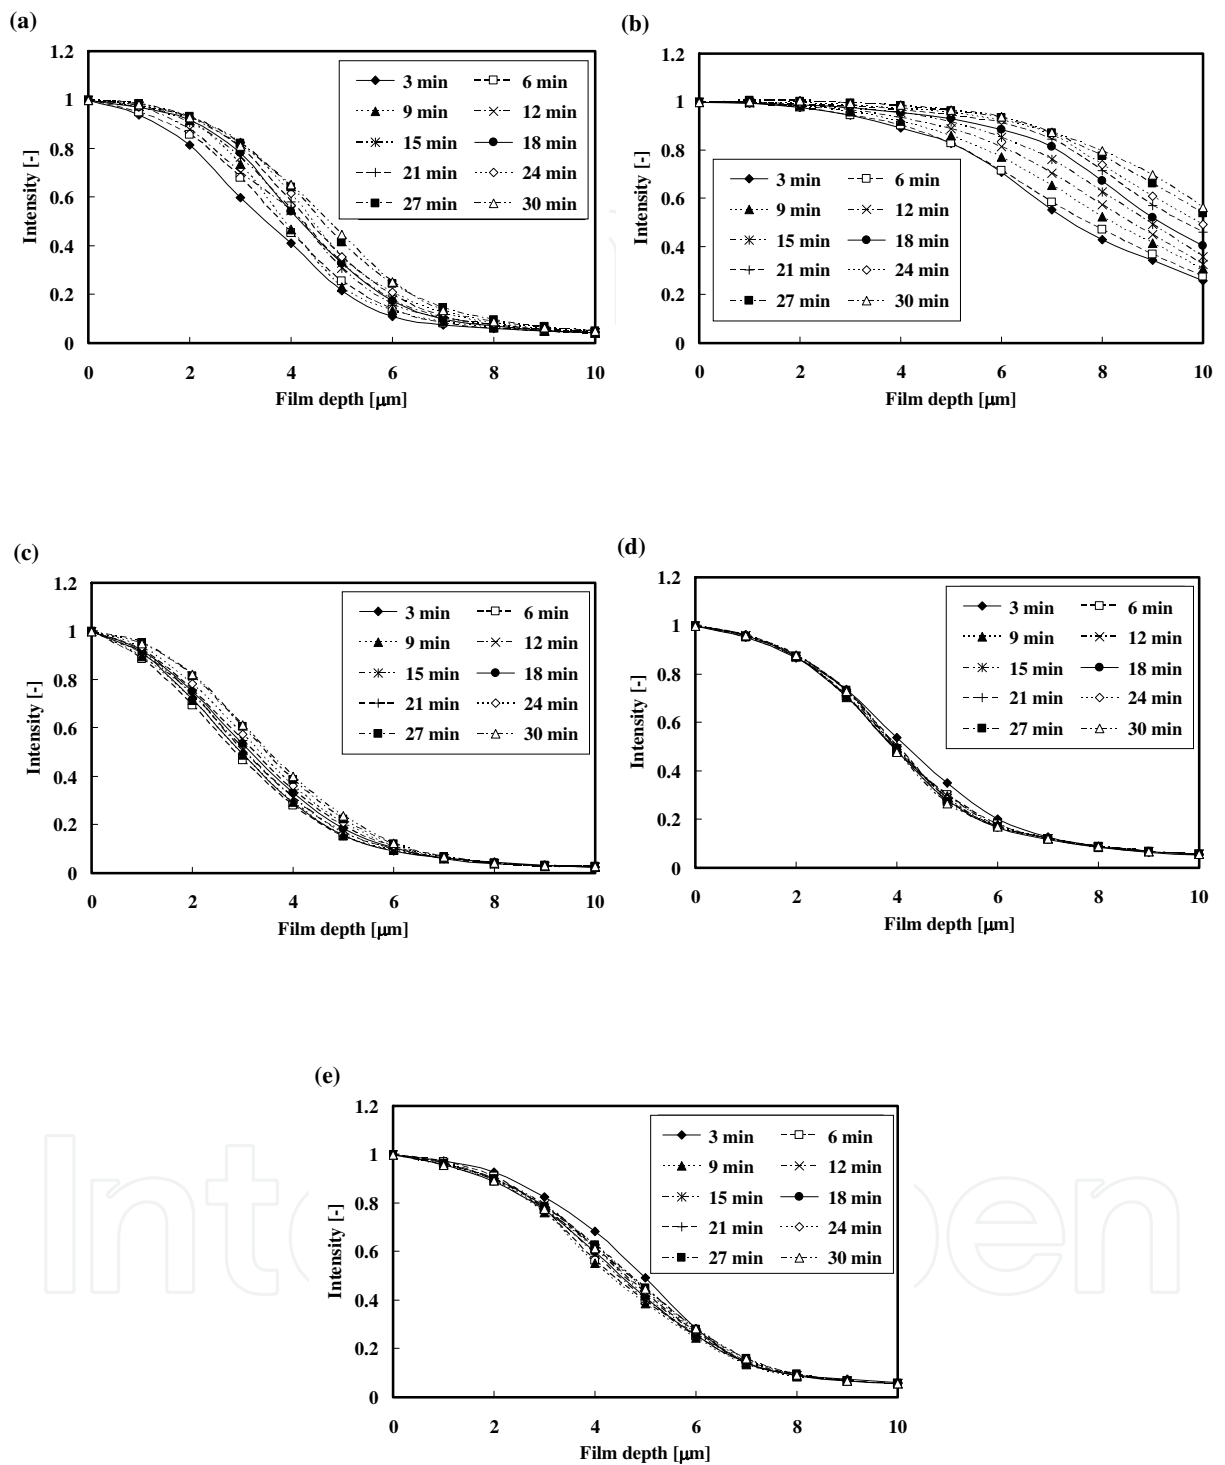 (a)
1.2
1
0.8
0.6
0.4
0.2
0
Intensity [-]
3 min 6 min
9 min 12 min
15 min 18 min
21 min 24 min
27 min 30 min
0 2 4 6 8 10
Film depth [μm]
(b)
1.2
1
0.8
0.6
0.4
0.2
0
Intensity [-]
3 min 6 min
9 min 12 min
15 min 18 min
21 min 24 min
27 min 30 min
0 2 4 6 8 10
Film depth [μm]
(c)
1.2
1
0.8
0.6
0.4
0.2
0
Intensity [-]
3 min 6 min
9 min 12 min
15 min 18 min
21 min 24 min
27 min 30 min
0 2 4 6 8 10
Film depth [μm]
(d)
1.2
1
0.8
0.6
0.4
0.2
0
Intensity [-]
3 min 6 min
9 min 12 min
15 min 18 min
21 min 24 min
27 min 30 min
0 2 4 6 8 10
Film depth [μm]
(e)
1.2
1
0.8
0.6
0.4
0.2
0
Intensity [-]
3 min 6 min
9 min 12 min
15 min 18 min
21 min 24 min
27 min 30 min
0 2 4 6 8 10
Film depth [μm]